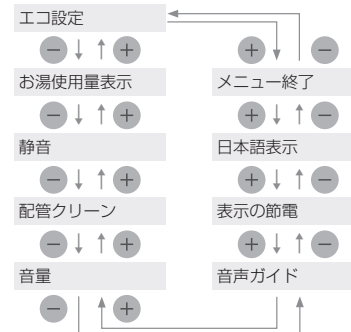 エコ設定
− +
お湯使用量表示
− +
静音
− +
配管クリーン
− +
音量
− +
+ −
メニュー終了
+ −
日本語表示
+ −
表示の節電
+ −
音声ガイド